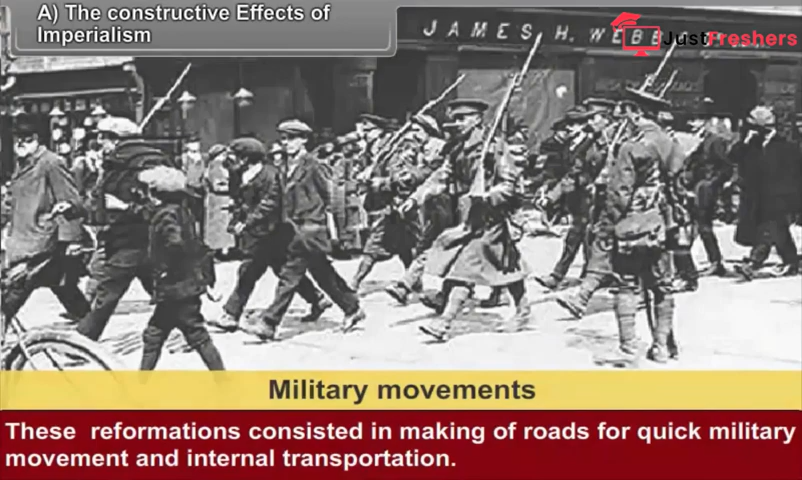 A) The constructive Effects of
Imperialism
JAMES H. WEBB
JustFreshers
Military movements
These reformations consisted in making of roads for quick military
movement and internal transportation.